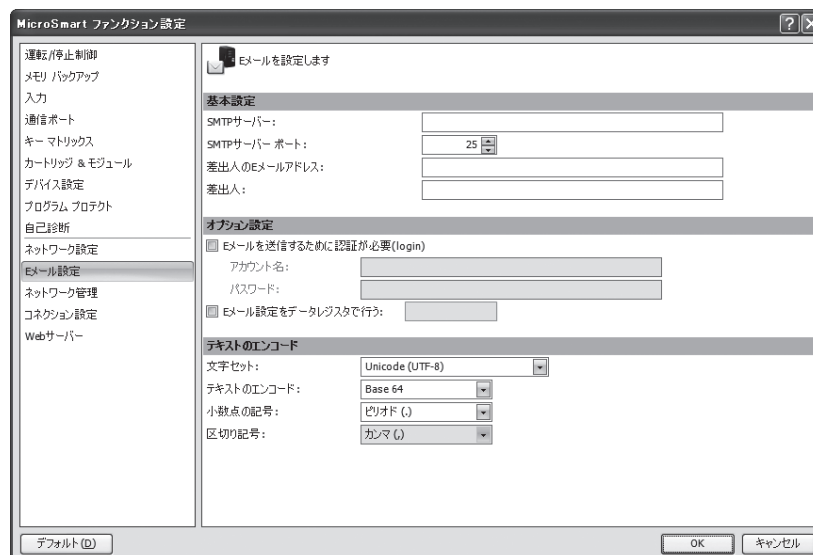 MicroSmart ファンクション設定
運転/停止制御
メモリ バックアップ
入力
通信ポート
キー マトリックス
カートリッジ & モジュール
デバイス設定
プログラム プロテクト
自己診断
ネットワーク設定
Eメール設定
ネットワーク管理
コネクション設定
Webサーバー
Eメールを設定します
基本設定
SMTPサーバー:
SMTPサーバー ポート: 25
差出人のEメールアドレス:
差出人:
オプション設定
Eメールを送信するために認証が必要(login)
アカウント名:
パスワード:
Eメール設定をデータレジスタで行う:
テキストのエンコード
文字セット: Unicode (UTF-8)
テキストのエンコード: Base 64
小数点の記号: ピリオド (.)
区切り記号: カンマ (,)
デフォルト(D) OK キャンセル